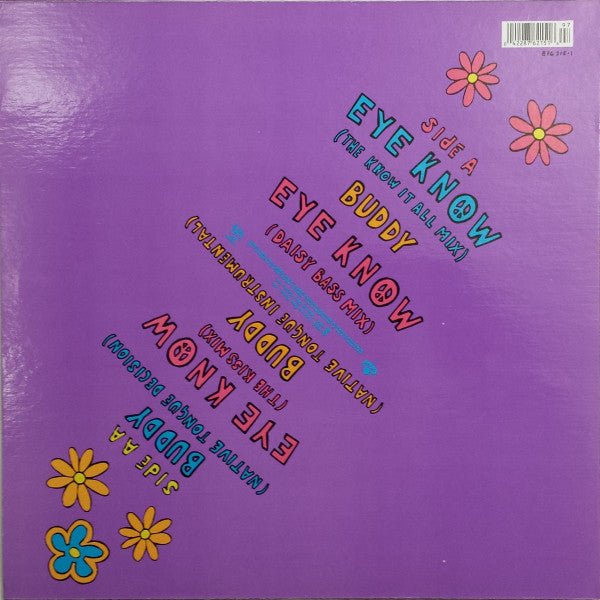 97
SIDE A
EYE KNOW
(THE KNOW IT ALL MIX)
BUDDY
EYE KNOW
(DAISY BASS MIX)
SIDE AA
BUDDY
(NATIVE TONGUE DECISION)
EYE KNOW
(THE KISS MIX)
BUDDY
(NATIVE TONGUE INSTRUMENTAL)